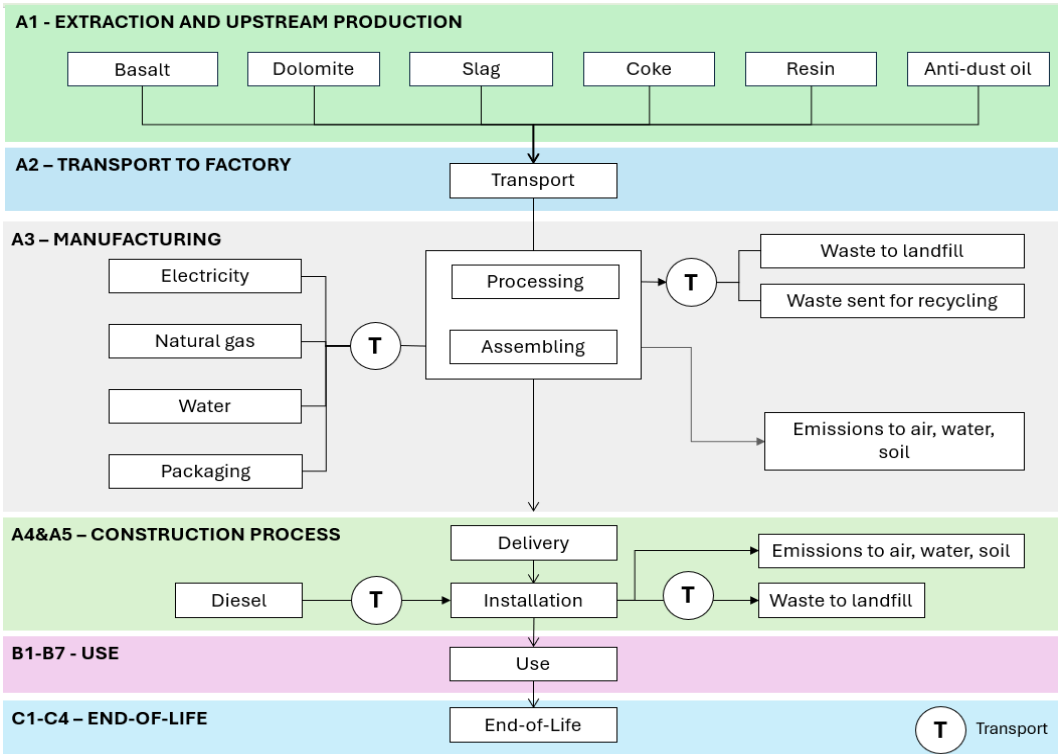 A1 - EXTRACTION AND UPSTREAM PRODUCTION
Basalt
Dolomite
Slag
Coke
Resin
Anti-dust oil
A2 – TRANSPORT TO FACTORY
Transport
A3 – MANUFACTURING
Electricity
Natural gas
Water
Packaging
T
Processing
Assembling
T
Waste to landfill
Waste sent for recycling
Emissions to air, water,
soil
A4&A5 – CONSTRUCTION PROCESS
Delivery
Diesel
T
Installation
T
Emissions to air, water, soil
Waste to landfill
B1-B7 - USE
Use
C1-C4 – END-OF-LIFE
End-of-Life
T
Transport